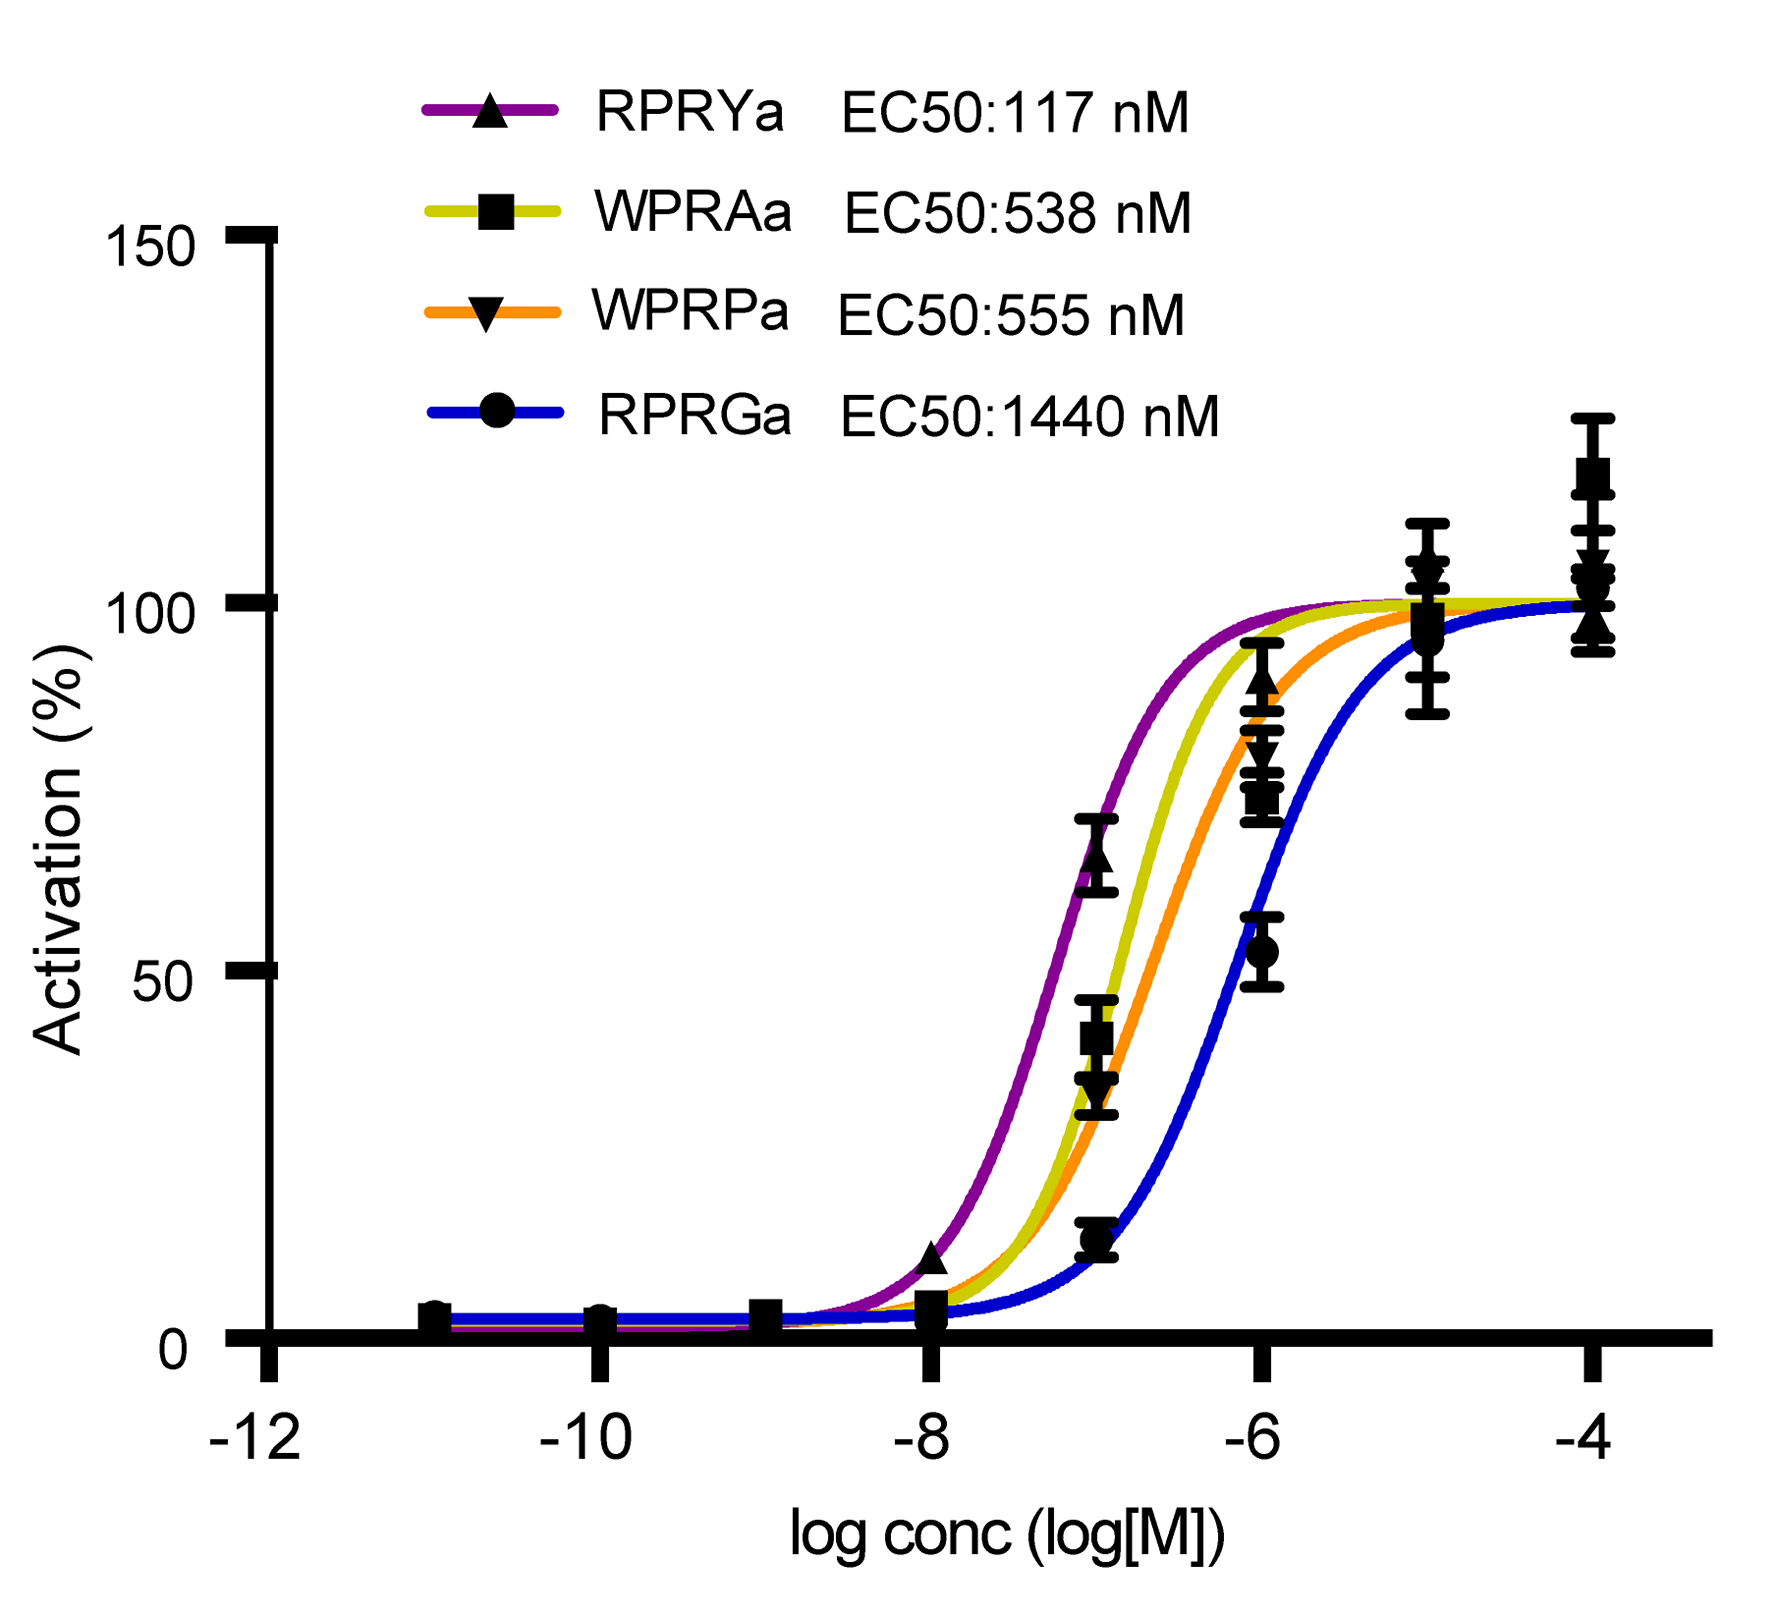 RPRYa EC50:117 nM
WPRAa EC50:538 nM
WPRPa EC50:555 nM
RPRGa EC50:1440 nM
150
100
50
0
Activation (%)
-12 -10 -8 -6 -4
log conc (log[M])